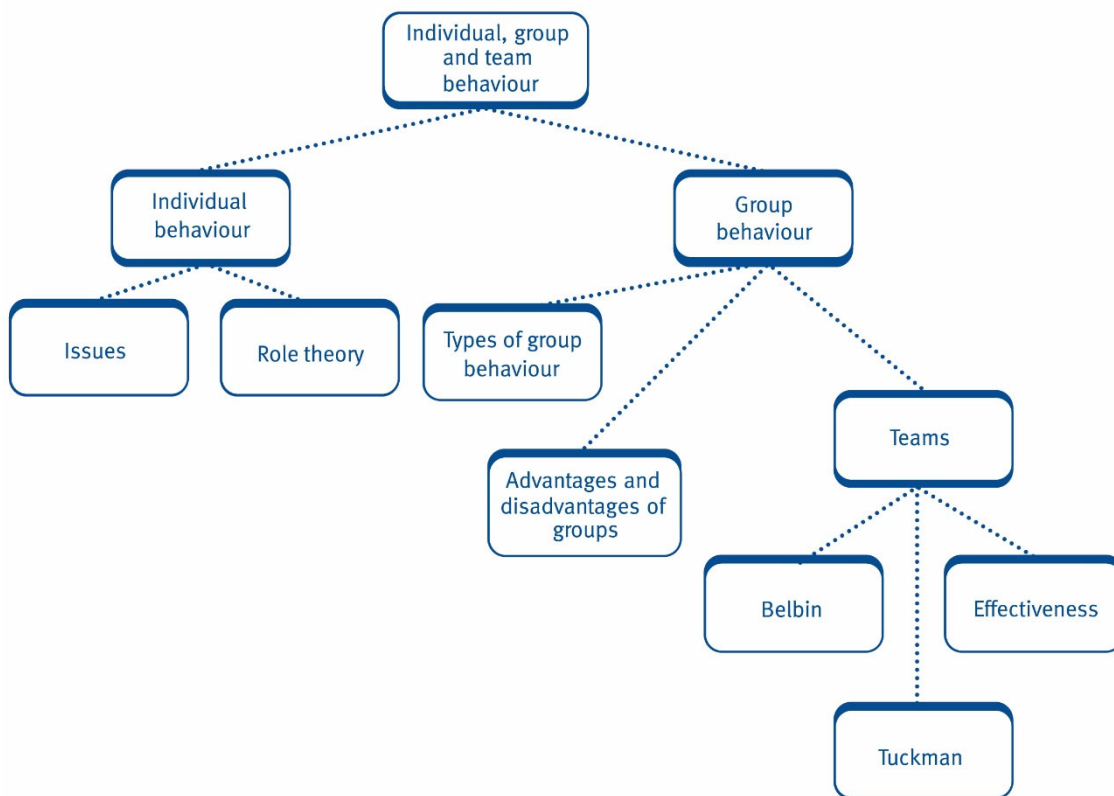 Individual, group
and team
behaviour
Individual
behaviour
Group
behaviour
Issues
Role theory
Types of group
behaviour
Teams
Advantages and
disadvantages of
groups
Belbin
Effectiveness
Tuckman